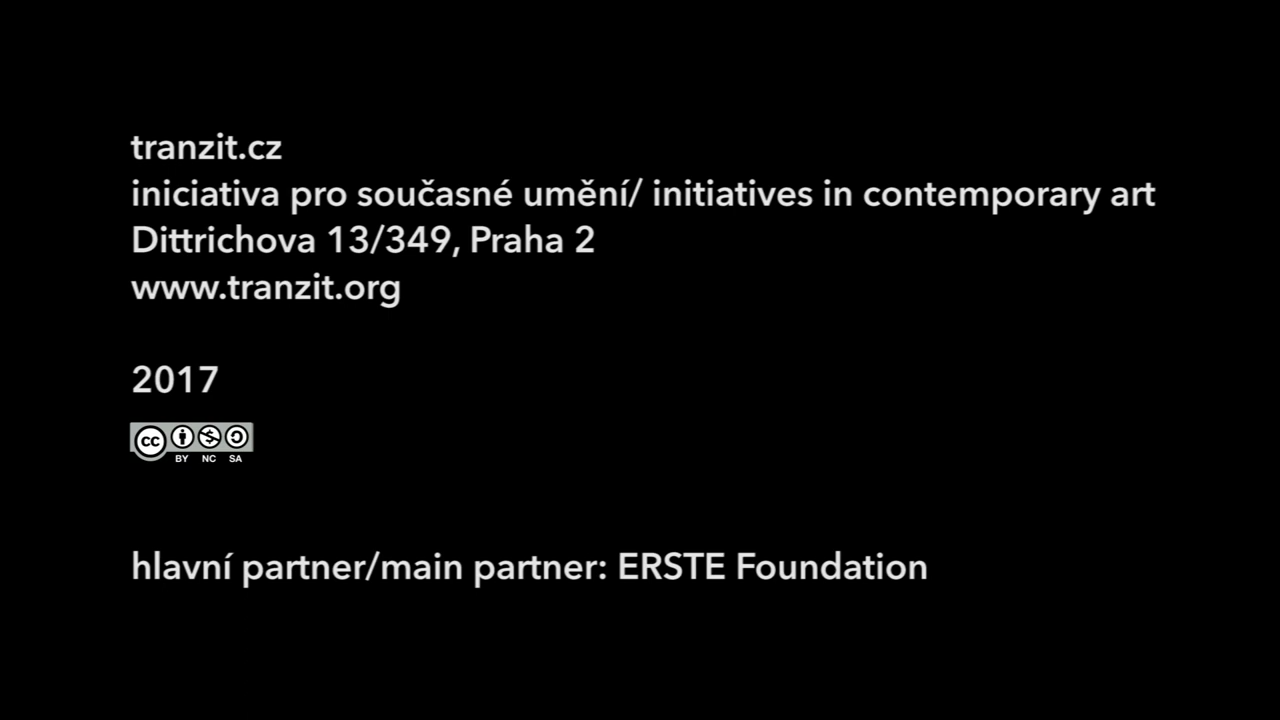 tranzit.cz
iniciativa pro současné umění/ initiatives in contemporary art
Dittrichova 13/349, Praha 2
www.tranzit.org
2017
cc BY NC SA
hlavní partner/main partner: ERSTE Foundation